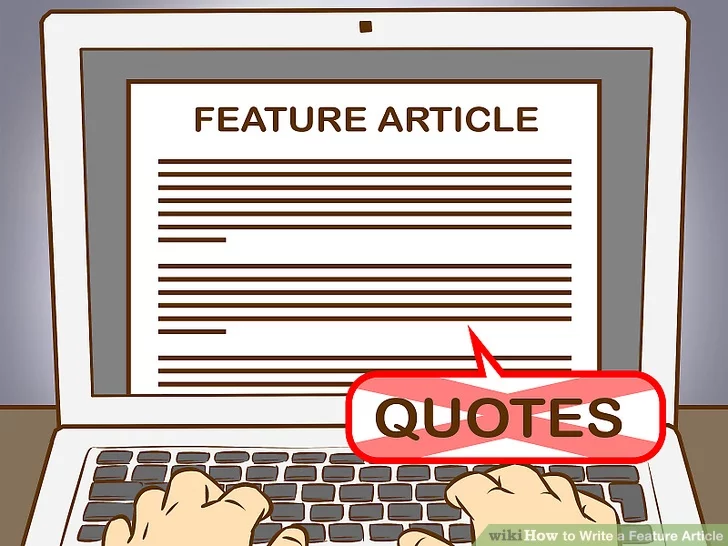 FEATURE ARTICLE
QUOTES
wikiHow to Write a Feature Article